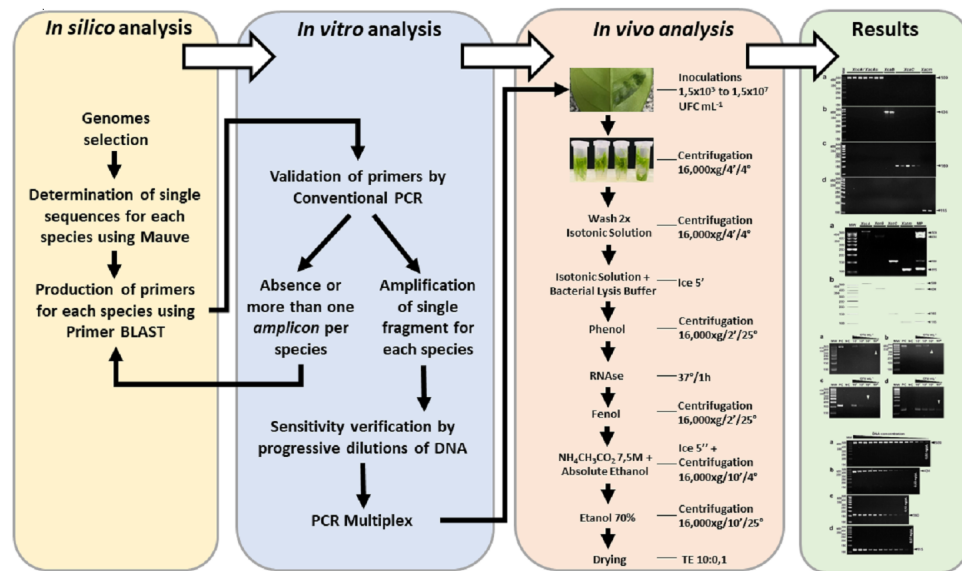 In silico analysis
Genomes
selection
Determination of single
sequences for each
species using Mauve
Production of primers
for each species using
Primer BLAST
In vitro analysis
Validation of primers by
Conventional PCR
Absence or
more than one
amplicon per
species
Amplification
of single
fragment for
each species
Sensitivity verification by
progressive dilutions of DNA
PCR Multiplex
In vivo analysis
Inoculations
1,5x10³ to 1,5x10⁷
UFC mL⁻¹
Centrifugation
16,000xg/4’/4°
Wash 2x
Isotonic Solution
Centrifugation
16,000xg/4’/4°
Isotonic Solution +
Bacterial Lysis Buffer
Ice 5’
Phenol
Centrifugation
16,000xg/2’/25°
RNAse
37°/1h
Fenol
Centrifugation
16,000xg/2’/25°
NH₄CH₃CO₂ 7,5M +
Absolute Ethanol
Ice 5’’ +
Centrifugation
16,000xg/10’/4°
Etanol 70%
Centrifugation
16,000xg/10’/25°
Drying
TE 10:0,1
Results
a
b
c
d
a
b
a
b
c
d
a
b
c
d